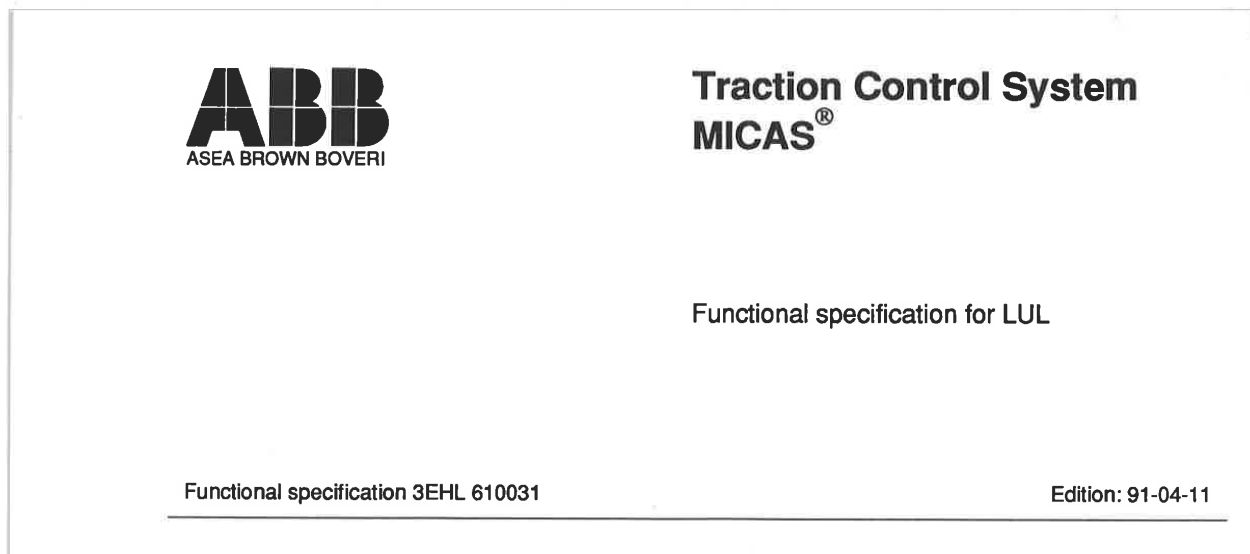 ABB
ASEA BROWN BOVERI
Traction Control System
MICAS®
Functional specification for LUL
Functional specification 3EHL 610031
Edition: 91-04-11